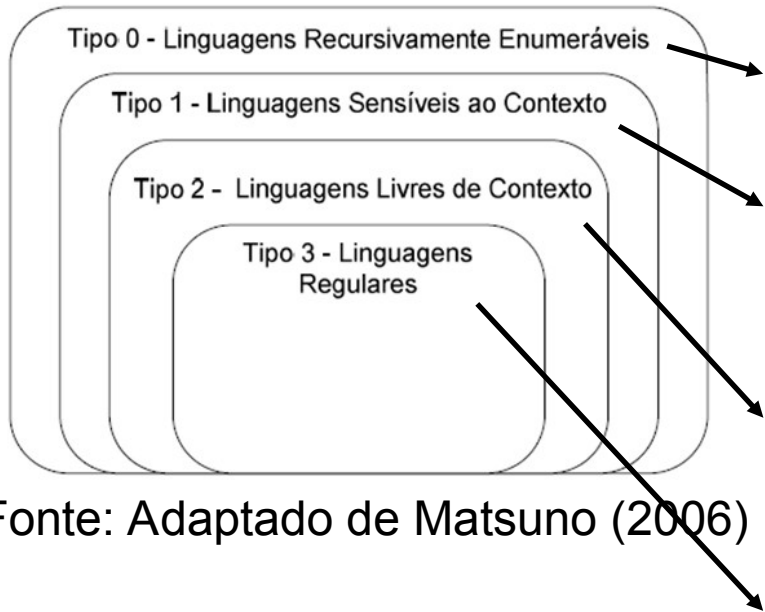 Tipo 0 - Linguagens Recursivamente Enumeráveis
Tipo 1 - Linguagens Sensíveis ao Contexto
Tipo 2 - Linguagens Livres de Contexto
Tipo 3 - Linguagens
Regulares
Fonte: Adaptado de Matsuno (2006)